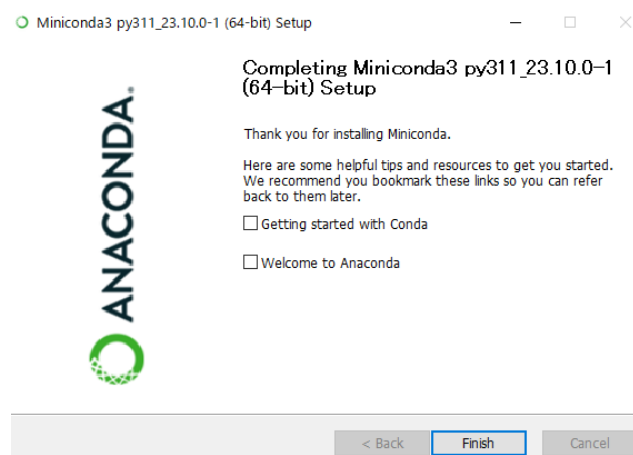 Miniconda3 py311_23.10.0-1 (64-bit) Setup
Completing Miniconda3 py311_23.10.0-1
(64-bit) Setup
Thank you for installing Miniconda.
Here are some helpful tips and resources to get you started.
We recommend you bookmark these links so you can refer
back to them later.
Getting started with Conda
Welcome to Anaconda
ANACONDA.
< Back
Finish
Cancel